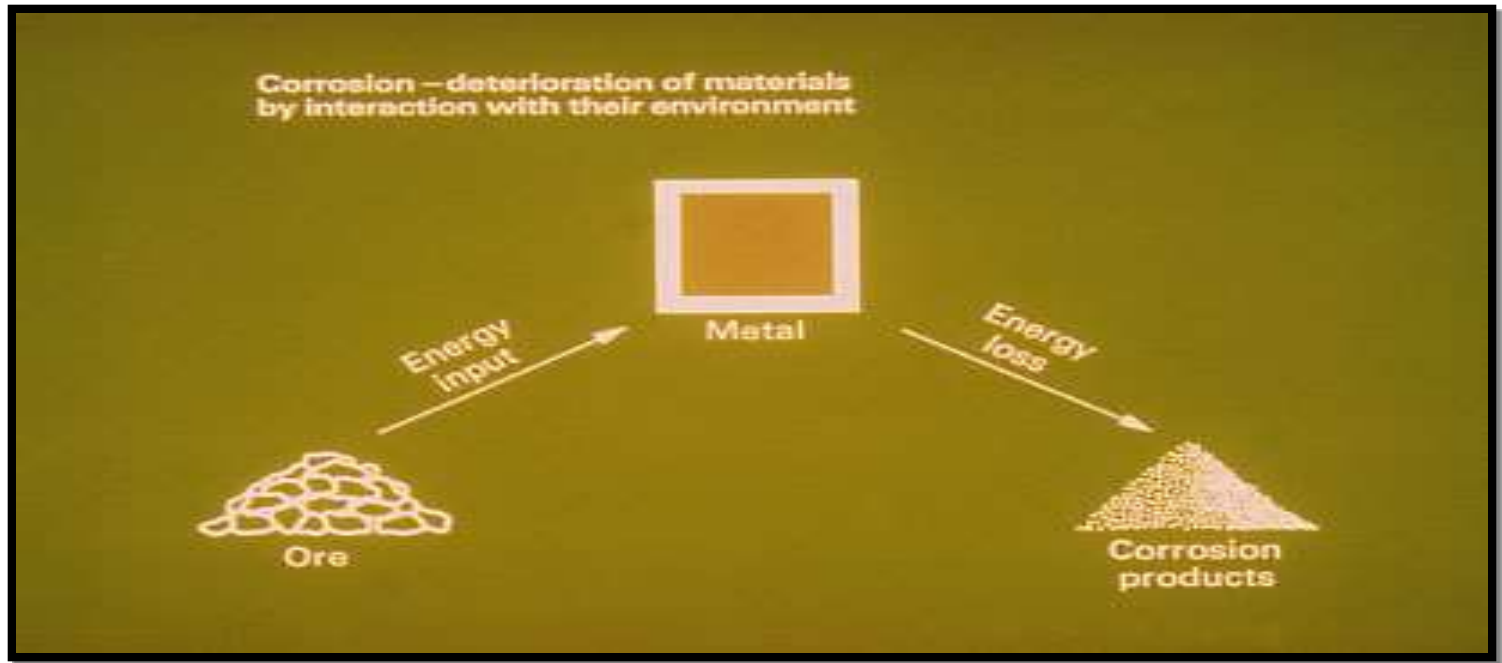 Corrosion – deterioration of materials
by interaction with their environment
Metal
Energy
input
Energy
loss
Ore
Corrosion
products